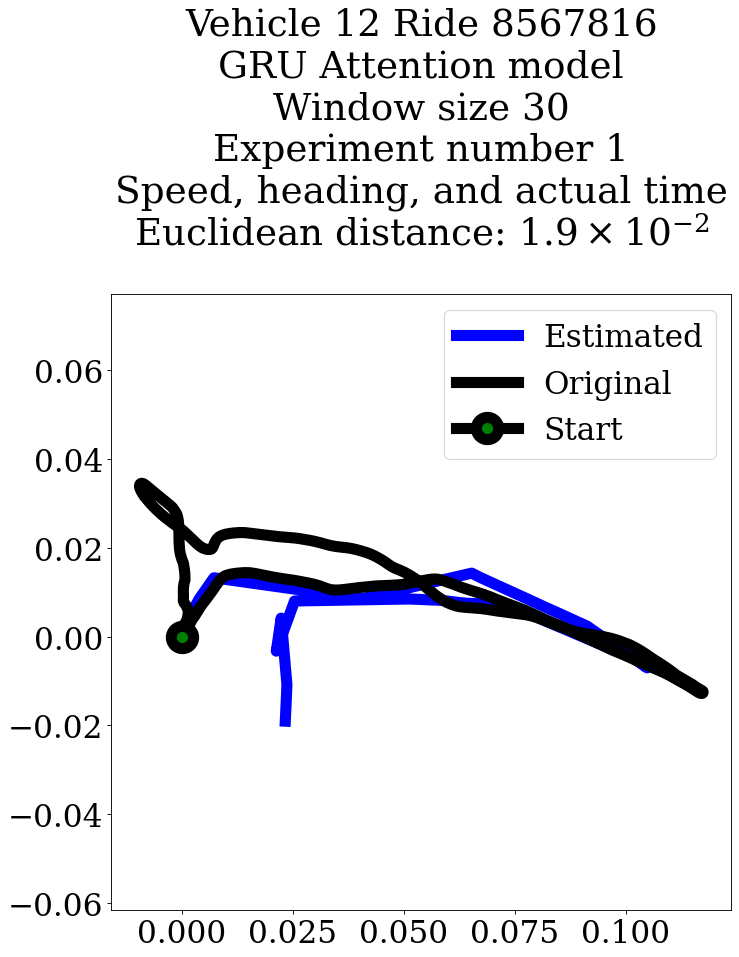 Vehicle 12 Ride 8567816
GRU Attention model
Window size 30
Experiment number 1
Speed, heading, and actual time
Euclidean distance: 1.9 × 10⁻²
Estimated
Original
Start
0.06
0.04
0.02
0.00
−0.02
−0.04
−0.06
0.000 0.025 0.050 0.075 0.100